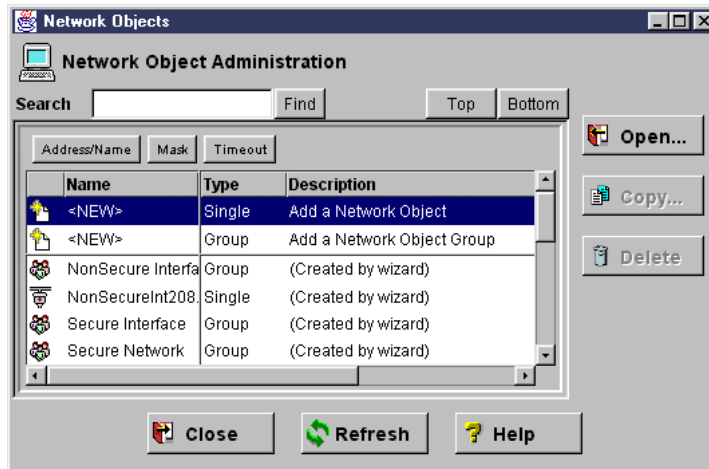 Network Objects
Network Object Administration
Search Find Top Bottom
Address/Name Mask Timeout
Name Type Description
<NEW> Single Add a Network Object
<NEW> Group Add a Network Object Group
NonSecure Interfa Group (Created by wizard)
NonSecureInt208. Single (Created by wizard)
Secure Interface Group (Created by wizard)
Secure Network Group (Created by wizard)
Open...
Copy...
Delete
Close Refresh Help